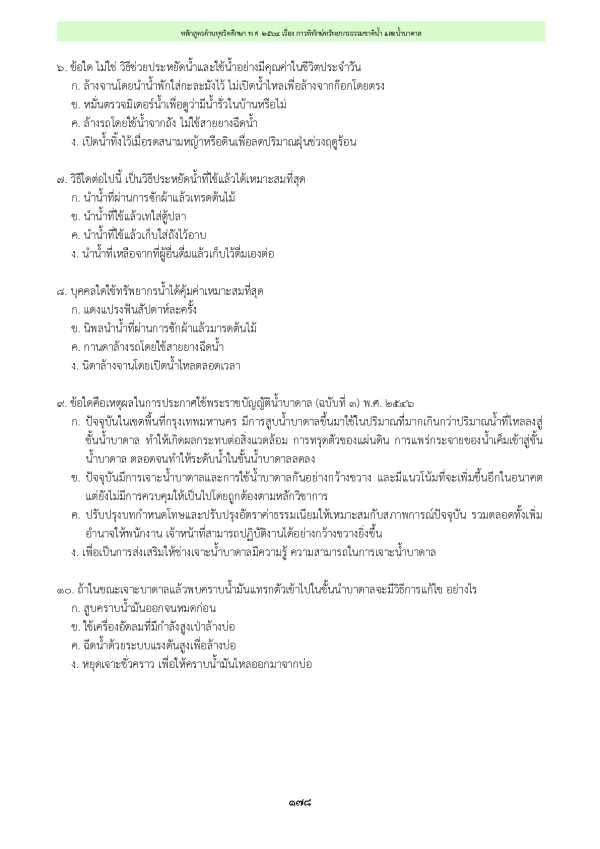 หลักสูตรต้านทุจริตศึกษา พ.ศ. ๒๕๖๔ เรื่อง การพิทักษ์ทรัพยากรธรรมชาติน้ำ และน้ำบาดาล
๖. ข้อใด ไม่ใช่ วิธีช่วยประหยัดน้ำและใช้น้ำอย่างมีคุณค่าในชีวิตประจำวัน
ก. ล้างจานโดยนำน้ำพักใส่กะละมังไว้ ไม่เปิดน้ำไหลเพื่อล้างจากก๊อกโดยตรง
ข. หมั่นตรวจมิเตอร์น้ำเพื่อดูว่ามีน้ำรั่วในบ้านหรือไม่
ค. ล้างรถโดยใช้น้ำจากถัง ไม่ใช้สายยางฉีดน้ำ
ง. เปิดน้ำทิ้งไว้เมื่อรดสนามหญ้าหรือดินเพื่อลดปริมาณฝุ่นช่วงฤดูร้อน
๗. วิธีใดต่อไปนี้ เป็นวิธีประหยัดน้ำที่ใช้แล้วได้เหมาะสมที่สุด
ก. นำน้ำที่ผ่านการซักผ้าแล้วเทรดต้นไม้
ข. นำน้ำที่ใช้แล้วเทใส่ตู้ปลา
ค. นำน้ำที่ใช้แล้วเก็บใส่ถังไว้อาบ
ง. นำน้ำที่เหลือจากที่ผู้อื่นดื่มแล้วเก็บไว้ดื่มเองต่อ
๘. บุคคลใดใช้ทรัพยากรน้ำได้คุ้มค่าเหมาะสมที่สุด
ก. แดงแปรงฟันสัปดาห์ละครั้ง
ข. นิพลนำน้ำที่ผ่านการซักผ้าแล้วมารดต้นไม้
ค. กานดาล้างรถโดยใช้สายยางฉีดน้ำ
ง. นิดาล้างจานโดยเปิดน้ำไหลตลอดเวลา
๙. ข้อใดคือเหตุผลในการประกาศใช้พระราชบัญญัติน้ำบาดาล (ฉบับที่ ๓) พ.ศ. ๒๕๔๖
ก. ปัจจุบันในเขตพื้นที่กรุงเทพมหานคร มีการสูบน้ำบาดาลขึ้นมาใช้ในปริมาณที่มากเกินกว่าปริมาณน้ำที่ไหลลงสู่
ชั้นน้ำบาดาล ทำให้เกิดผลกระทบต่อสิ่งแวดล้อม การทรุดตัวของแผ่นดิน การแพร่กระจายของน้ำเค็มเข้าสู่ชั้น
น้ำบาดาล ตลอดจนทำให้ระดับน้ำในชั้นน้ำบาดาลลดลง
ข. ปัจจุบันมีการเจาะน้ำบาดาลและการใช้น้ำบาดาลกันอย่างกว้างขวาง และมีแนวโน้มที่จะเพิ่มขึ้นอีกในอนาคต
แต่ยังไม่มีการควบคุมให้เป็นไปโดยถูกต้องตามหลักวิชาการ
ค. ปรับปรุงบทกำหนดโทษและปรับปรุงอัตราค่าธรรมเนียมให้เหมาะสมกับสภาพการณ์ปัจจุบัน รวมตลอดทั้งเพิ่ม
อำนาจให้พนักงาน เจ้าหน้าที่สามารถปฏิบัติงานได้อย่างกว้างขวางยิ่งขึ้น
ง. เพื่อเป็นการส่งเสริมให้ช่างเจาะน้ำบาดาลมีความรู้ ความสามารถในการเจาะน้ำบาดาล
๑๐. ถ้าในขณะเจาะบาดาลแล้วพบคราบน้ำมันแทรกตัวเข้าไปในชั้นนำบาดาลจะมีวิธีการแก้ไข อย่างไร
ก. สูบคราบน้ำมันออกจนหมดก่อน
ข. ใช้เครื่องอัดลมที่มีกำลังสูงเป่าล้างบ่อ
ค. ฉีดน้ำด้วยระบบแรงดันสูงเพื่อล้างบ่อ
ง. หยุดเจาะชั่วคราว เพื่อให้คราบน้ำมันไหลออกมาจากบ่อ
๑๗๘